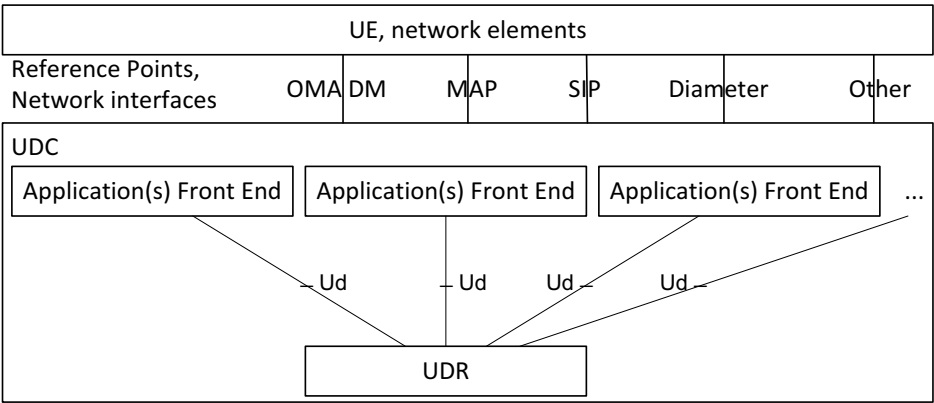 UE, network elements
Reference Points,
Network interfaces
OMA DM MAP SIP Diameter Other
UDC
Application(s) Front End Application(s) Front End Application(s) Front End ...
Ud Ud Ud Ud
UDR